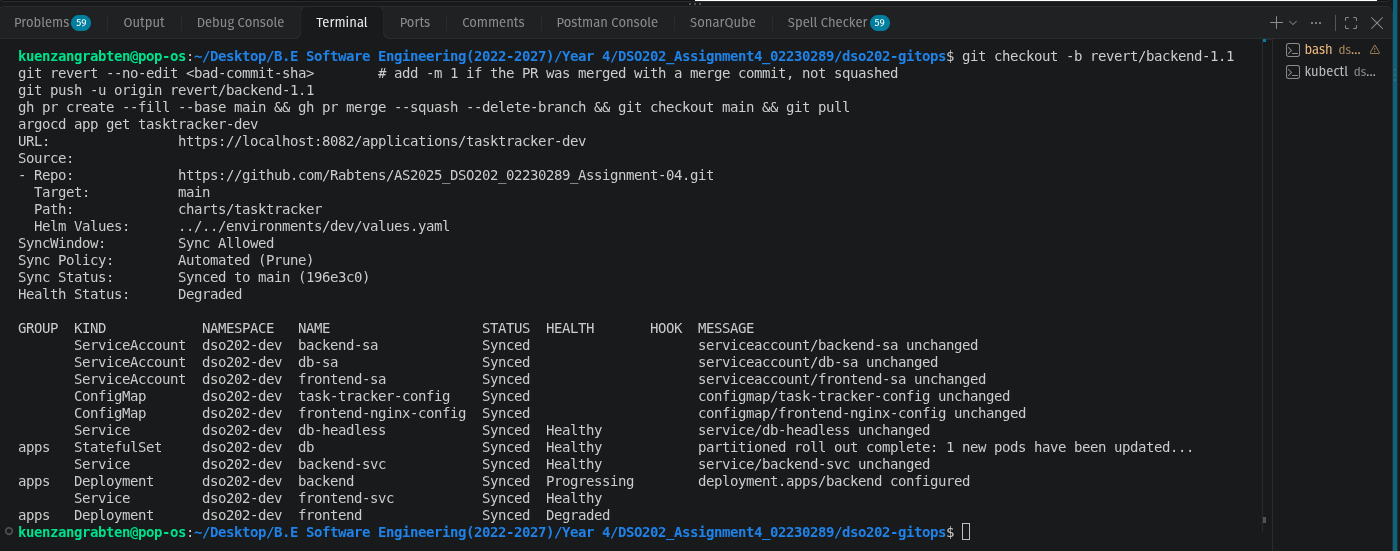 Problems 59 Output Debug Console Terminal Ports Comments Postman Console SonarQube Spell Checker 59
kuenzangrabten@pop-os:~/Desktop/B.E Software Engineering(2022-2027)/Year 4/DSO202_Assignment4_02230289/dso202-gitops$ git checkout -b revert/backend-1.1
git revert --no-edit <bad-commit-sha>        # add -m 1 if the PR was merged with a merge commit, not squashed
git push -u origin revert/backend-1.1
gh pr create --fill --base main && gh pr merge --squash --delete-branch && git checkout main && git pull
argocd app get tasktracker-dev
URL:                https://localhost:8082/applications/tasktracker-dev
Source:
- Repo:             https://github.com/Rabtens/AS2025_DSO202_02230289_Assignment-04.git
  Target:           main
  Path:             charts/tasktracker
  Helm Values:      ../../environments/dev/values.yaml
SyncWindow:         Sync Allowed
Sync Policy:        Automated (Prune)
Sync Status:        Synced to main (196e3c0)
Health Status:      Degraded
GROUP  KIND            NAMESPACE   NAME                   STATUS  HEALTH       HOOK  MESSAGE
       ServiceAccount  dso202-dev  backend-sa             Synced                     serviceaccount/backend-sa unchanged
       ServiceAccount  dso202-dev  db-sa                  Synced                     serviceaccount/db-sa unchanged
       ServiceAccount  dso202-dev  frontend-sa            Synced                     serviceaccount/frontend-sa unchanged
       ConfigMap       dso202-dev  task-tracker-config    Synced                     configmap/task-tracker-config unchanged
       ConfigMap       dso202-dev  frontend-nginx-config  Synced                     configmap/frontend-nginx-config unchanged
       Service         dso202-dev  db-headless            Synced  Healthy            service/db-headless unchanged
apps   StatefulSet     dso202-dev  db                     Synced  Healthy            partitioned roll out complete: 1 new pods have been updated...
       Service         dso202-dev  backend-svc            Synced  Healthy            service/backend-svc unchanged
apps   Deployment      dso202-dev  backend                Synced  Progressing        deployment.apps/backend configured
       Service         dso202-dev  frontend-svc           Synced  Healthy
apps   Deployment      dso202-dev  frontend               Synced  Degraded
kuenzangrabten@pop-os:~/Desktop/B.E Software Engineering(2022-2027)/Year 4/DSO202_Assignment4_02230289/dso202-gitops$
bash ds...
kubectl ds...